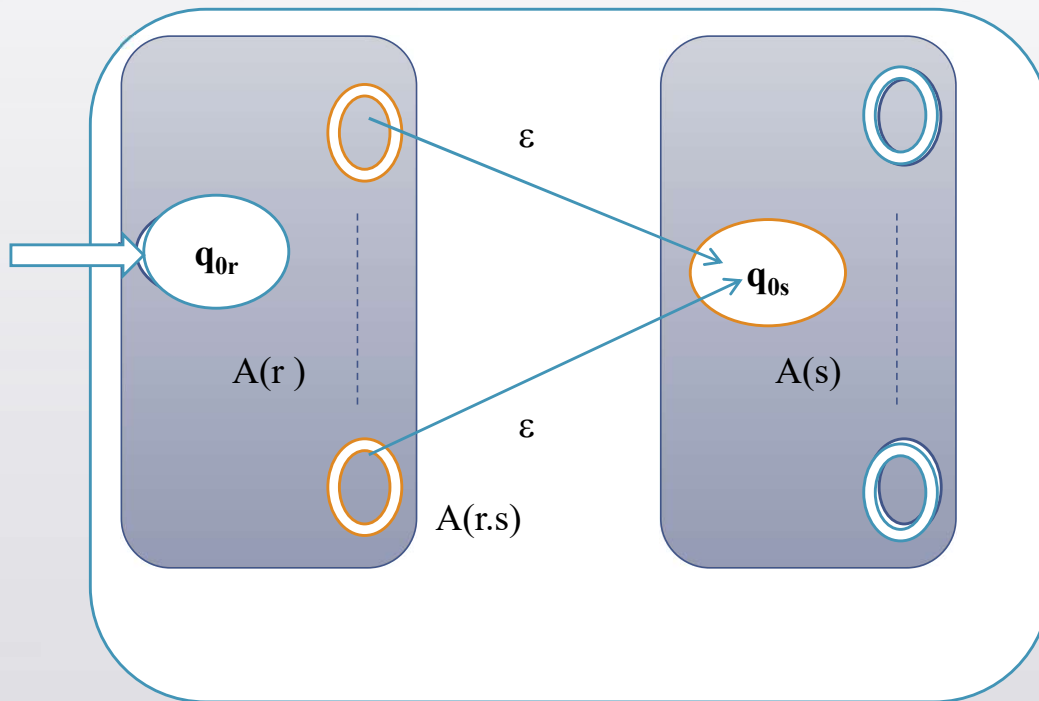 ε
q0r
q0s
A(r )
A(s)
ε
A(r.s)